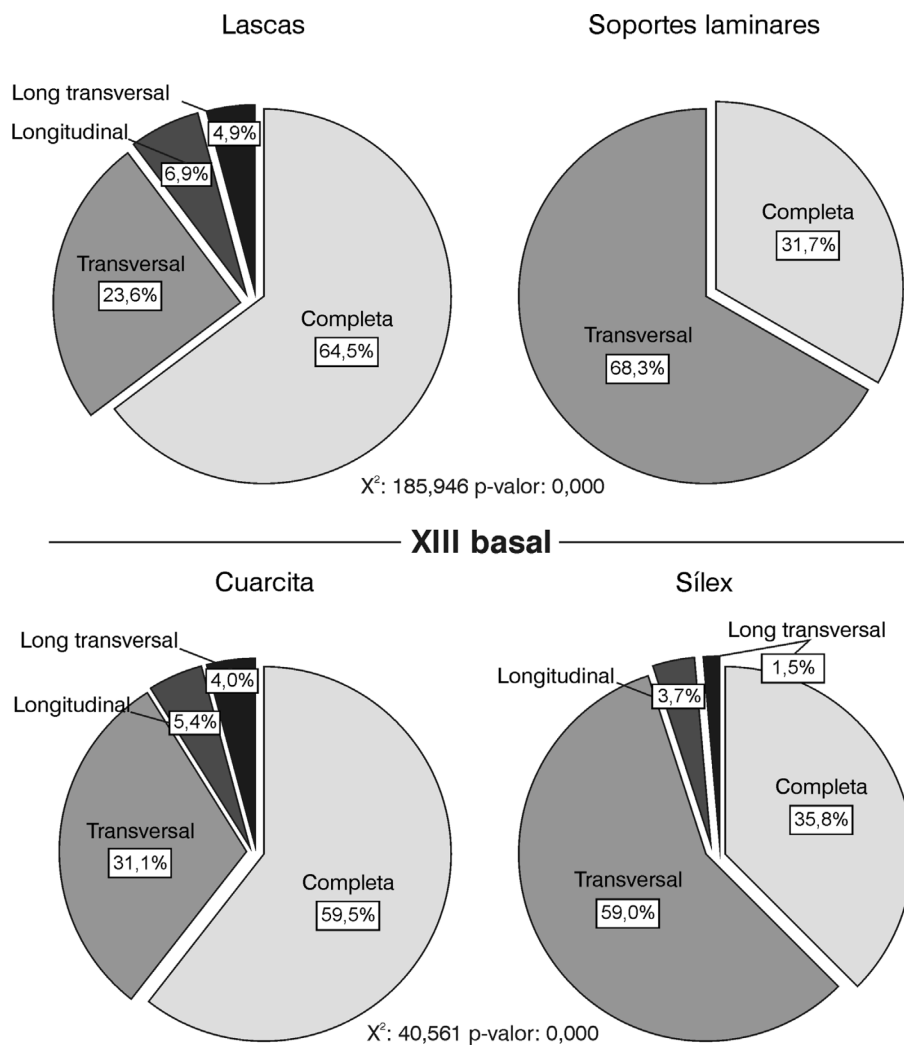 Lascas
Soportes laminares
Long transversal
4,9%
Longitudinal
6,9%
Transversal
23,6%
Completa
64,5%
Completa
31,7%
Transversal
68,3%
X²: 185,946 p-valor: 0,000
XIII basal
Cuarcita
Sílex
Long transversal
4,0%
Longitudinal
5,4%
Transversal
31,1%
Completa
59,5%
Long transversal
1,5%
Longitudinal
3,7%
Completa
35,8%
Transversal
59,0%
X²: 40,561 p-valor: 0,000